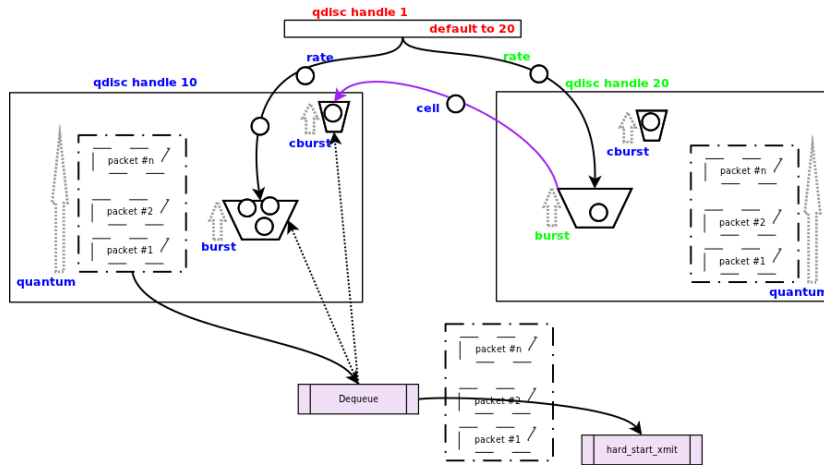 qdisc handle 1
default to 20
rate
rate
qdisc handle 10
qdisc handle 20
cell
cburst
cburst
packet #n
packet #2
packet #1
packet #n
packet #2
packet #1
burst
burst
quantum
quantum
packet #n
packet #2
packet #1
Dequeue
hard_start_xmit